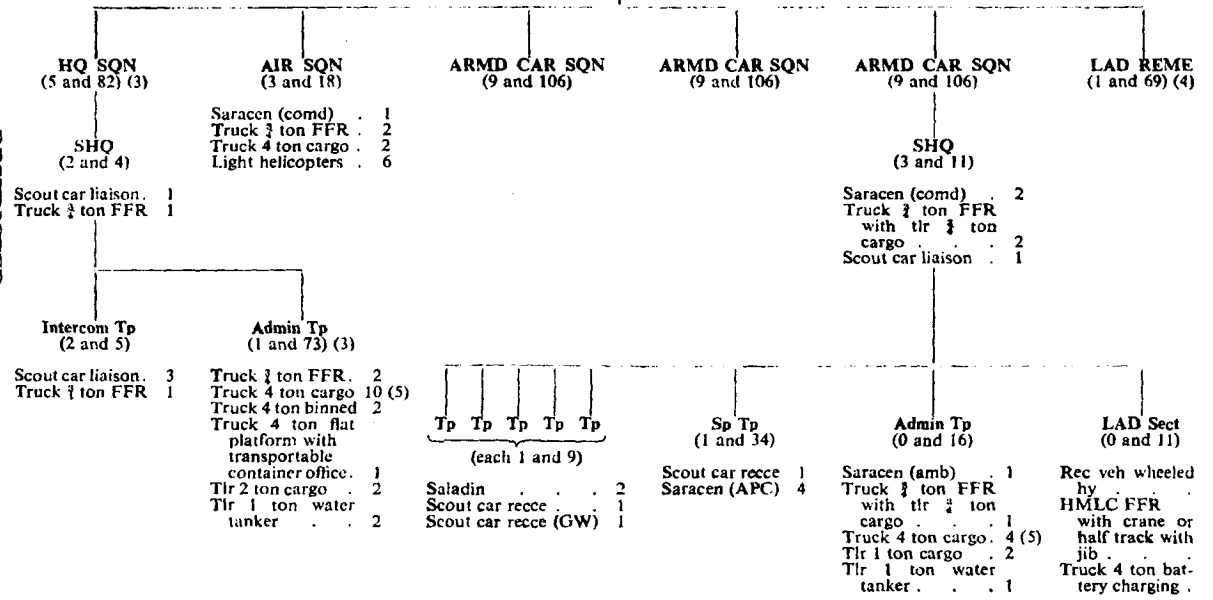 HQ SQN
(5 and 82) (3)
AIR SQN
(3 and 18)
ARMD CAR SQN
(9 and 106)
ARMD CAR SQN
(9 and 106)
ARMD CAR SQN
(9 and 106)
LAD REME
(1 and 69) (4)
Saracen (comd) . 1
Truck ¾ ton FFR . 2
Truck 4 ton cargo . 2
Light helicopters . 6
SHQ
(2 and 4)
Scout car liaison . 1
Truck ¾ ton FFR 1
SHQ
(3 and 11)
Saracen (comd) . 2
Truck ¾ ton FFR
with tlr ¾ ton
cargo . . . 2
Scout car liaison . 1
Intercom Tp
(2 and 5)
Scout car liaison . 3
Truck ¾ ton FFR 1
Admin Tp
(1 and 73) (3)
Truck ¾ ton FFR . 2
Truck 4 ton cargo 10 (5)
Truck 4 ton binned 2
Truck 4 ton flat
platform with
transportable
container office . 1
Tlr 2 ton cargo . 2
Tlr 1 ton water
tanker . . 2
Tp Tp Tp Tp Tp
(each 1 and 9)
Saladin . . . 2
Scout car recce . . 1
Scout car recce (GW) 1
Sp Tp
(1 and 34)
Scout car recce 1
Saracen (APC) 4
Admin Tp
(0 and 16)
Saracen (amb) . 1
Truck ¾ ton FFR
with tlr ¾ ton
cargo . . . 1
Truck 4 ton cargo . 4 (5)
Tlr 1 ton cargo . 2
Tlr 1 ton water
tanker . . . 1
LAD Sect
(0 and 11)
Rec veh wheeled
hy . . .
HMLC FFR
with crane or
half track with
jib . . .
Truck 4 ton bat-
tery charging .